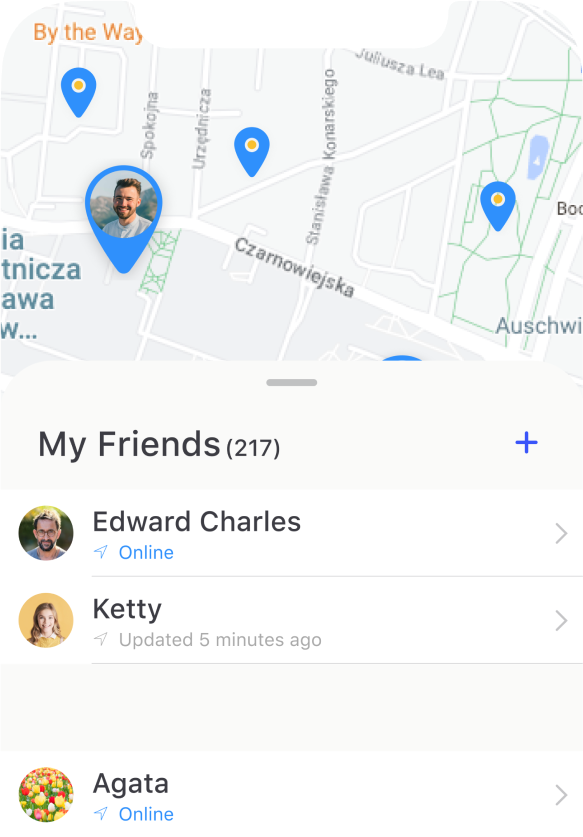 By the Way
Juliusza Lea
Spokojna
Urzędnicza
Stanisława Konarskiego
Czarnowiejska
ia
tnicza
awa
w...
Boc
Auschwi
My Friends (217)
Edward Charles
Online
Ketty
Updated 5 minutes ago
Agata
Online